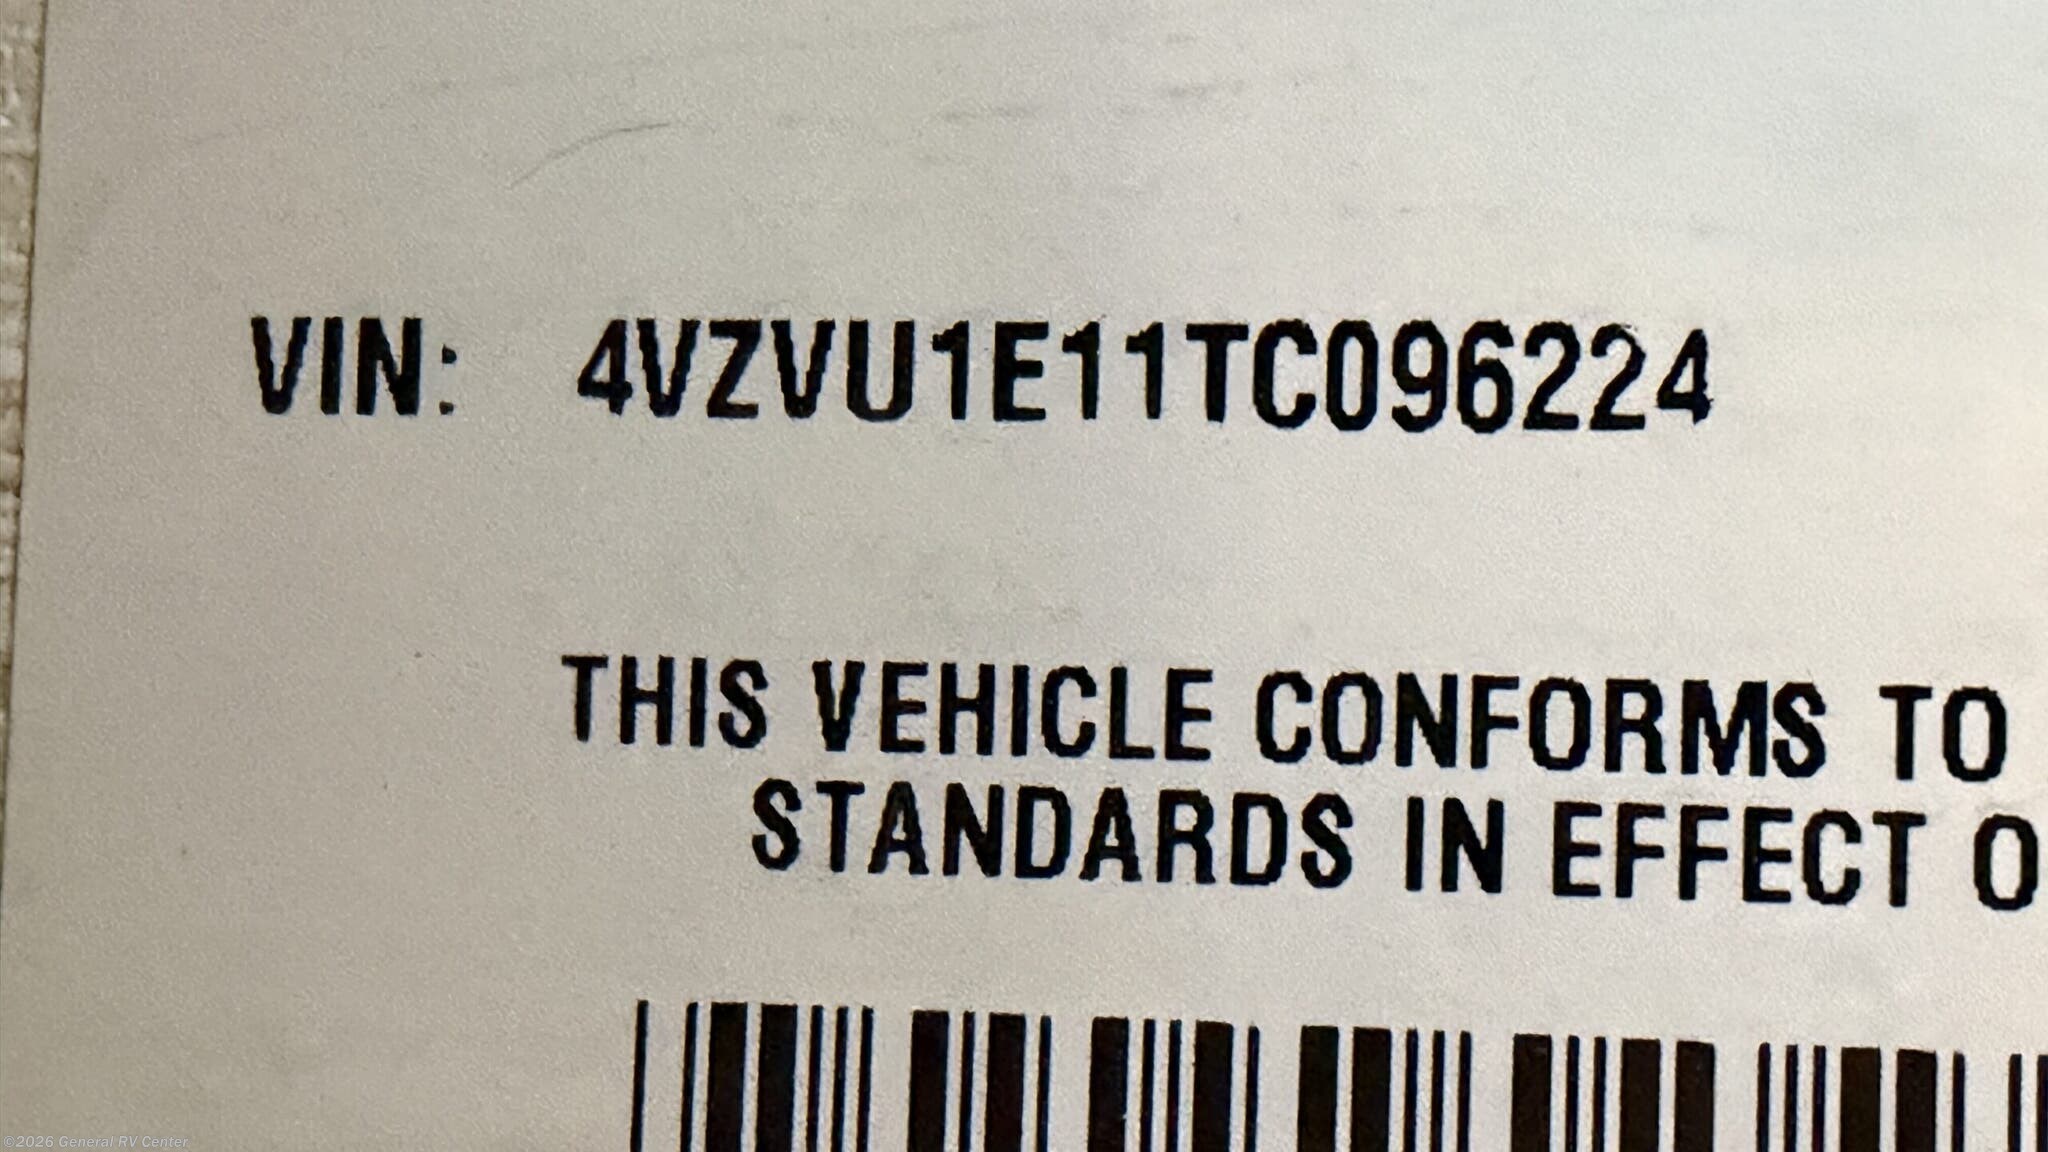 VIN: 4VZVU1E11TC096224
THIS VEHICLE CONFORMS TO
STANDARDS IN EFFECT O
©2026 General RV Center